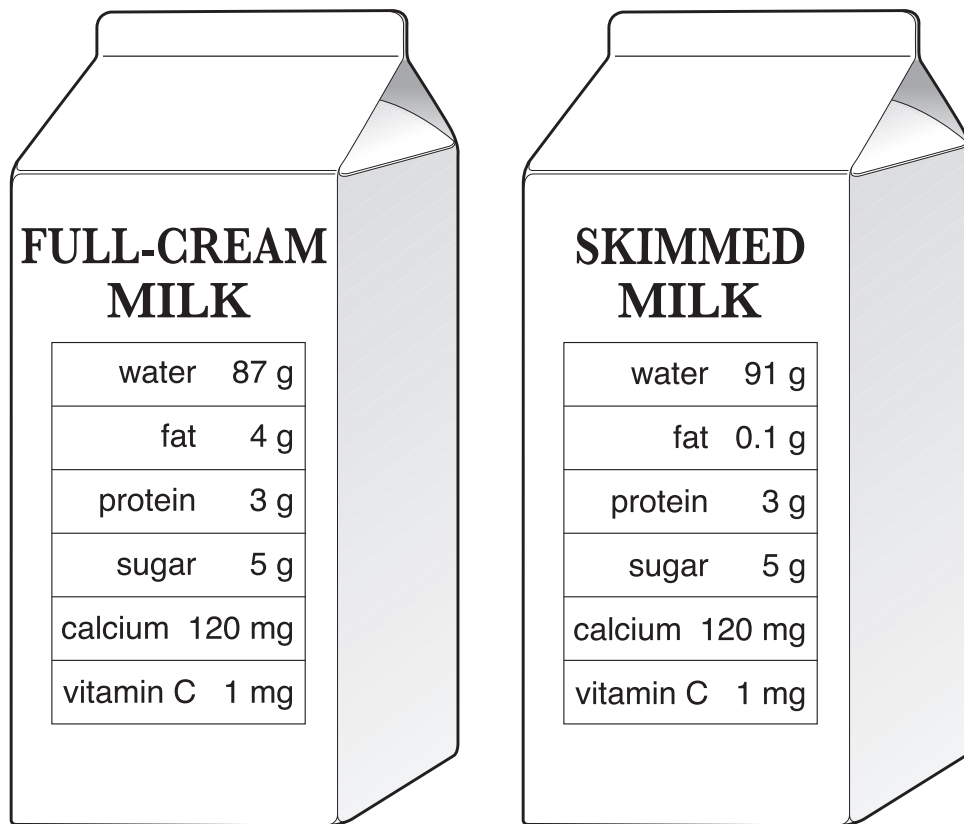 FULL-CREAM
MILK
water 87 g
fat 4 g
protein 3 g
sugar 5 g
calcium 120 mg
vitamin C 1 mg
SKIMMED
MILK
water 91 g
fat 0.1 g
protein 3 g
sugar 5 g
calcium 120 mg
vitamin C 1 mg